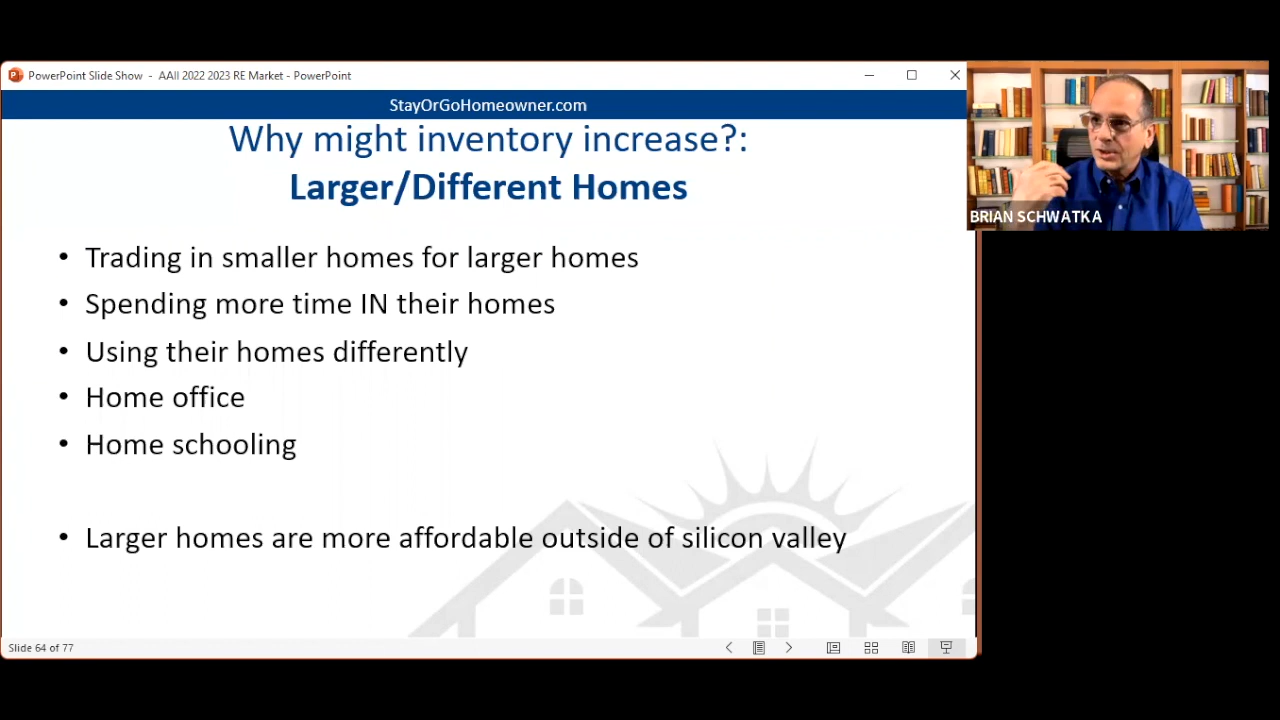 PowerPoint Slide Show - AAII 2022 2023 RE Market - PowerPoint
StayOrGoHomeowner.com
Why might inventory increase?:
Larger/Different Homes
BRIAN SCHWATKA
• Trading in smaller homes for larger homes
• Spending more time IN their homes
• Using their homes differently
• Home office
• Home schooling
• Larger homes are more affordable outside of silicon valley
Slide 64 of 77